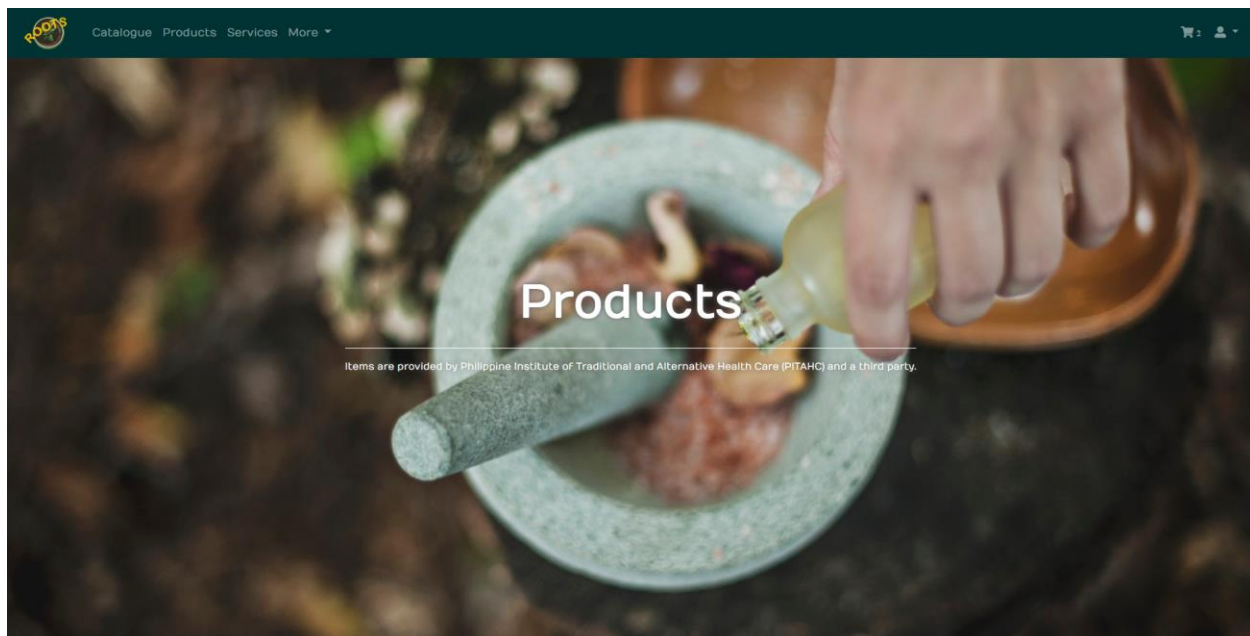 ROOTS
Catalogue Products Services More
2
Products
Items are provided by Philippine Institute of Traditional and Alternative Health Care (PITAHC) and a third party.